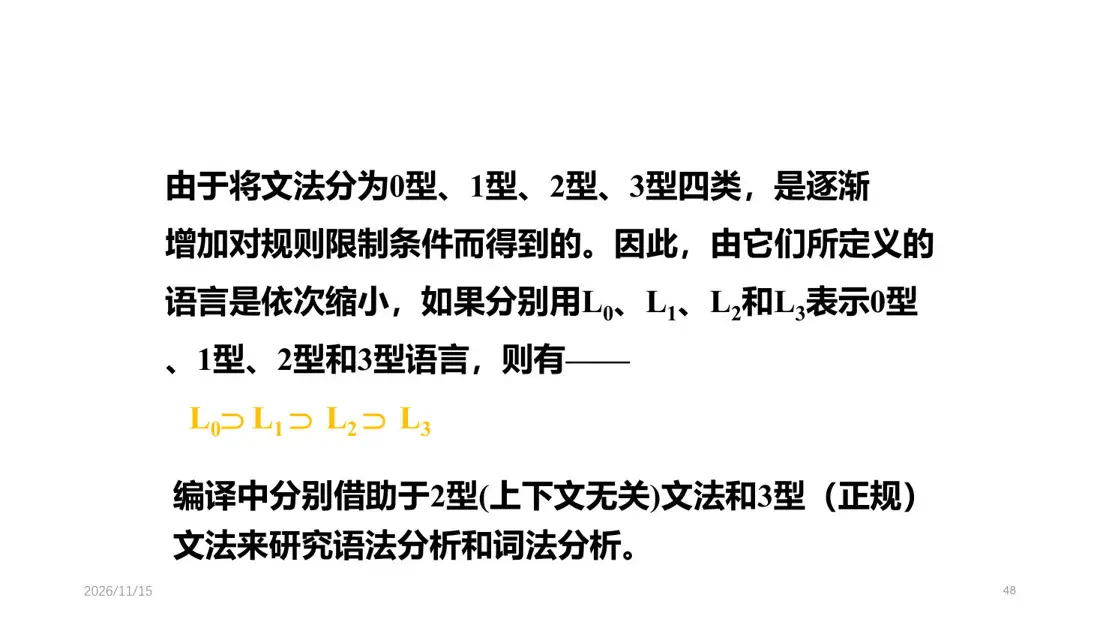 由于将文法分为0型、1型、2型、3型四类，是逐渐
增加对规则限制条件而得到的。因此，由它们所定义的
语言是依次缩小，如果分别用L₀、L₁、L₂和L₃表示0型
、1型、2型和3型语言，则有——
L₀⊃ L₁ ⊃ L₂ ⊃ L₃
编译中分别借助于2型(上下文无关)文法和3型（正规）
文法来研究语法分析和词法分析。
2026/11/15
48